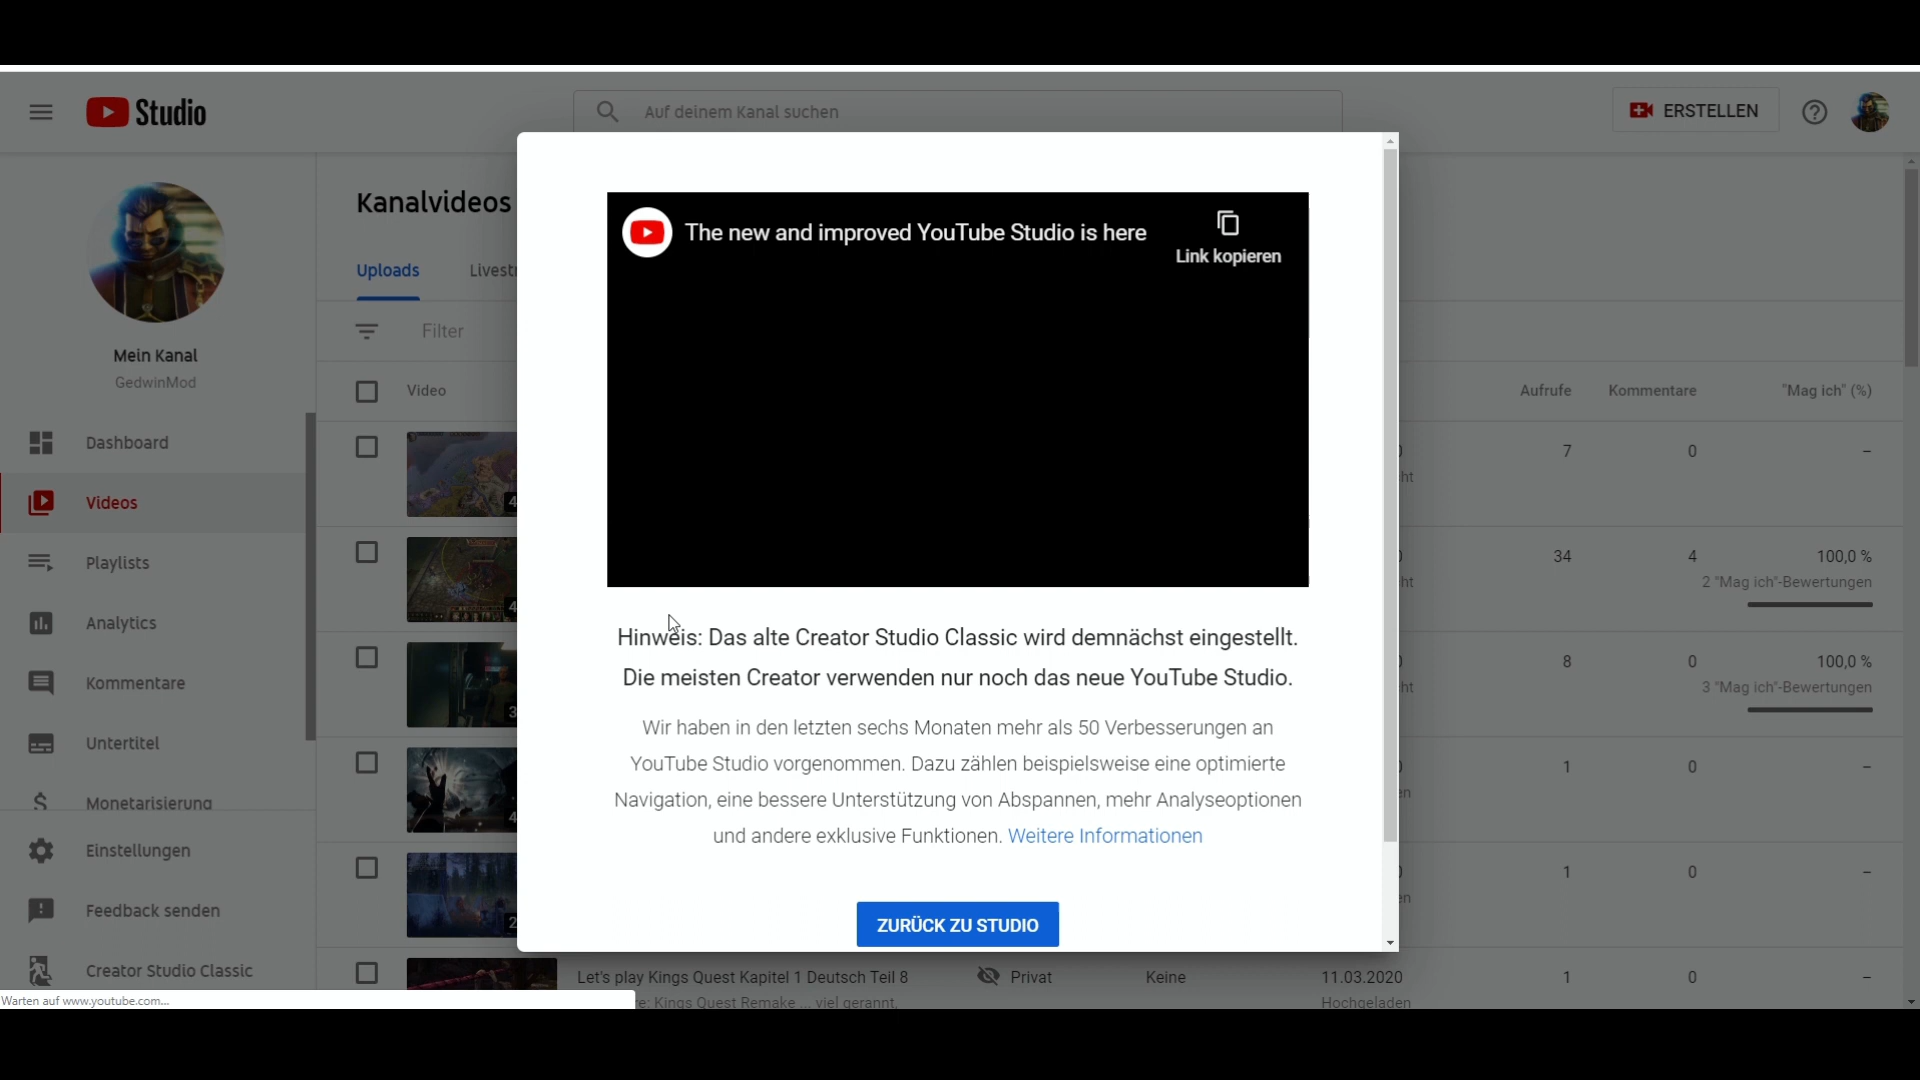 Studio
Auf deinem Kanal suchen
ERSTELLEN
Mein Kanal
GedwinMod
Dashboard
Videos
Playlists
Analytics
Kommentare
Untertitel
Monetarisierung
Einstellungen
Feedback senden
Creator Studio Classic
Warten auf www.youtube.com...
Kanalvideos
Uploads
Filter
Video
Aufrufe Kommentare "Mag ich" (%)
7 0 –
34 4 100,0 %
2 "Mag ich"-Bewertungen
8 0 100,0 %
3 "Mag ich"-Bewertungen
1 0 –
1 0 –
Let's play Kings Quest Kapitel 1 Deutsch Teil 8 Privat Keine 11.03.2020 1 0 –
Kings Quest Remake ... viel gerannt, Hochgeladen
The new and improved YouTube Studio is here
Link kopieren
Hinweis: Das alte Creator Studio Classic wird demnächst eingestellt.
Die meisten Creator verwenden nur noch das neue YouTube Studio.
Wir haben in den letzten sechs Monaten mehr als 50 Verbesserungen an
YouTube Studio vorgenommen. Dazu zählen beispielsweise eine optimierte
Navigation, eine bessere Unterstützung von Abspannen, mehr Analyseoptionen
und andere exklusive Funktionen. Weitere Informationen
ZURÜCK ZU STUDIO